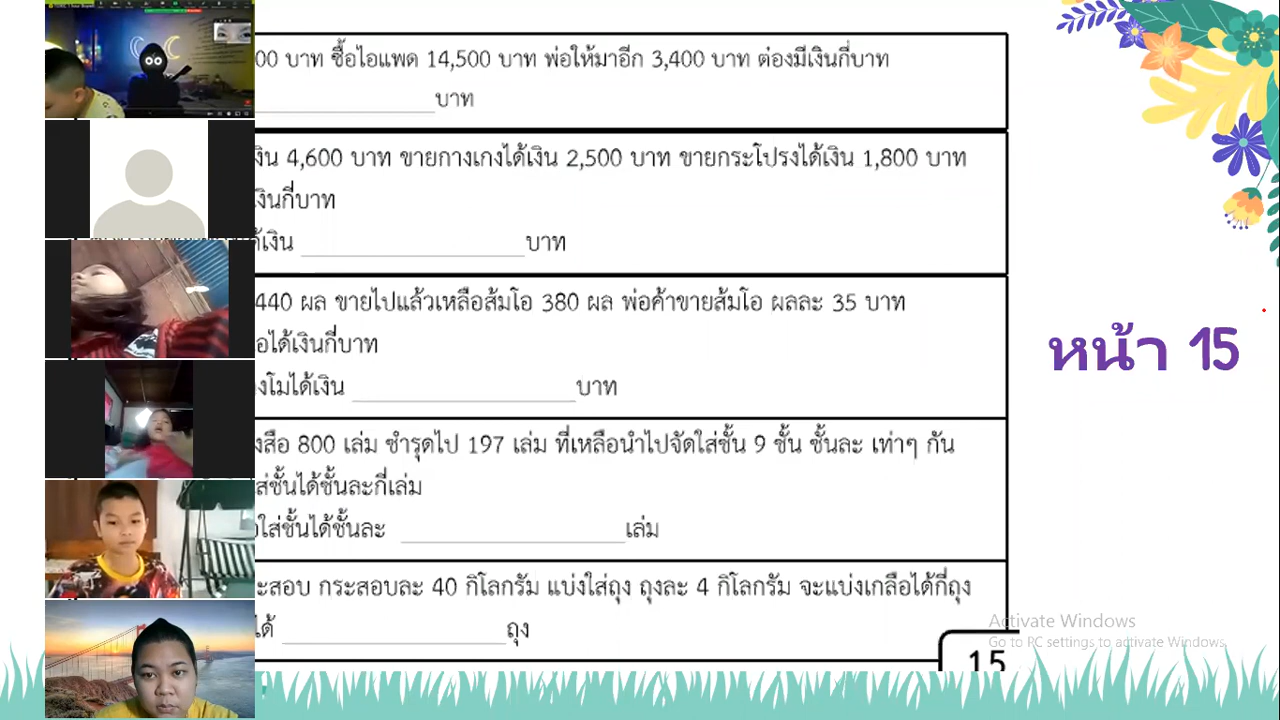 00 บาท ซื้อไอแพด 14,500 บาท พ่อให้มาอีก 3,400 บาท ต่องมีเงินกี่บาท
บาท
งิน 4,600 บาท ขายกางเกงได้เงิน 2,500 บาท ขายกระโปรงได้เงิน 1,800 บาท
งินกี่บาท
ด้เงิน บาท
440 ผล ขายไปแล้วเหลือส้มโอ 380 ผล พ่อค้าขายส้มโอ ผลละ 35 บาท
อได้เงินกี่บาท
งโมได้เงิน บาท
งสือ 800 เล่ม ชำรุดไป 197 เล่ม ที่เหลือนำไปจัดใส่ชั้น 9 ชั้น ชั้นละ เท่าๆ กัน
ส่ชั้นได้ชั้นละกี่เล่ม
ใส่ชั้นได้ชั้นละ เล่ม
ะสอบ กระสอบละ 40 กิโลกรัม แบ่งใส่ถุง ถุงละ 4 กิโลกรัม จะแบ่งเกลือได้กี่ถุง
ได้ ถุง
15
หน้า 15
Activate Windows
Go to PC settings to activate Windows.